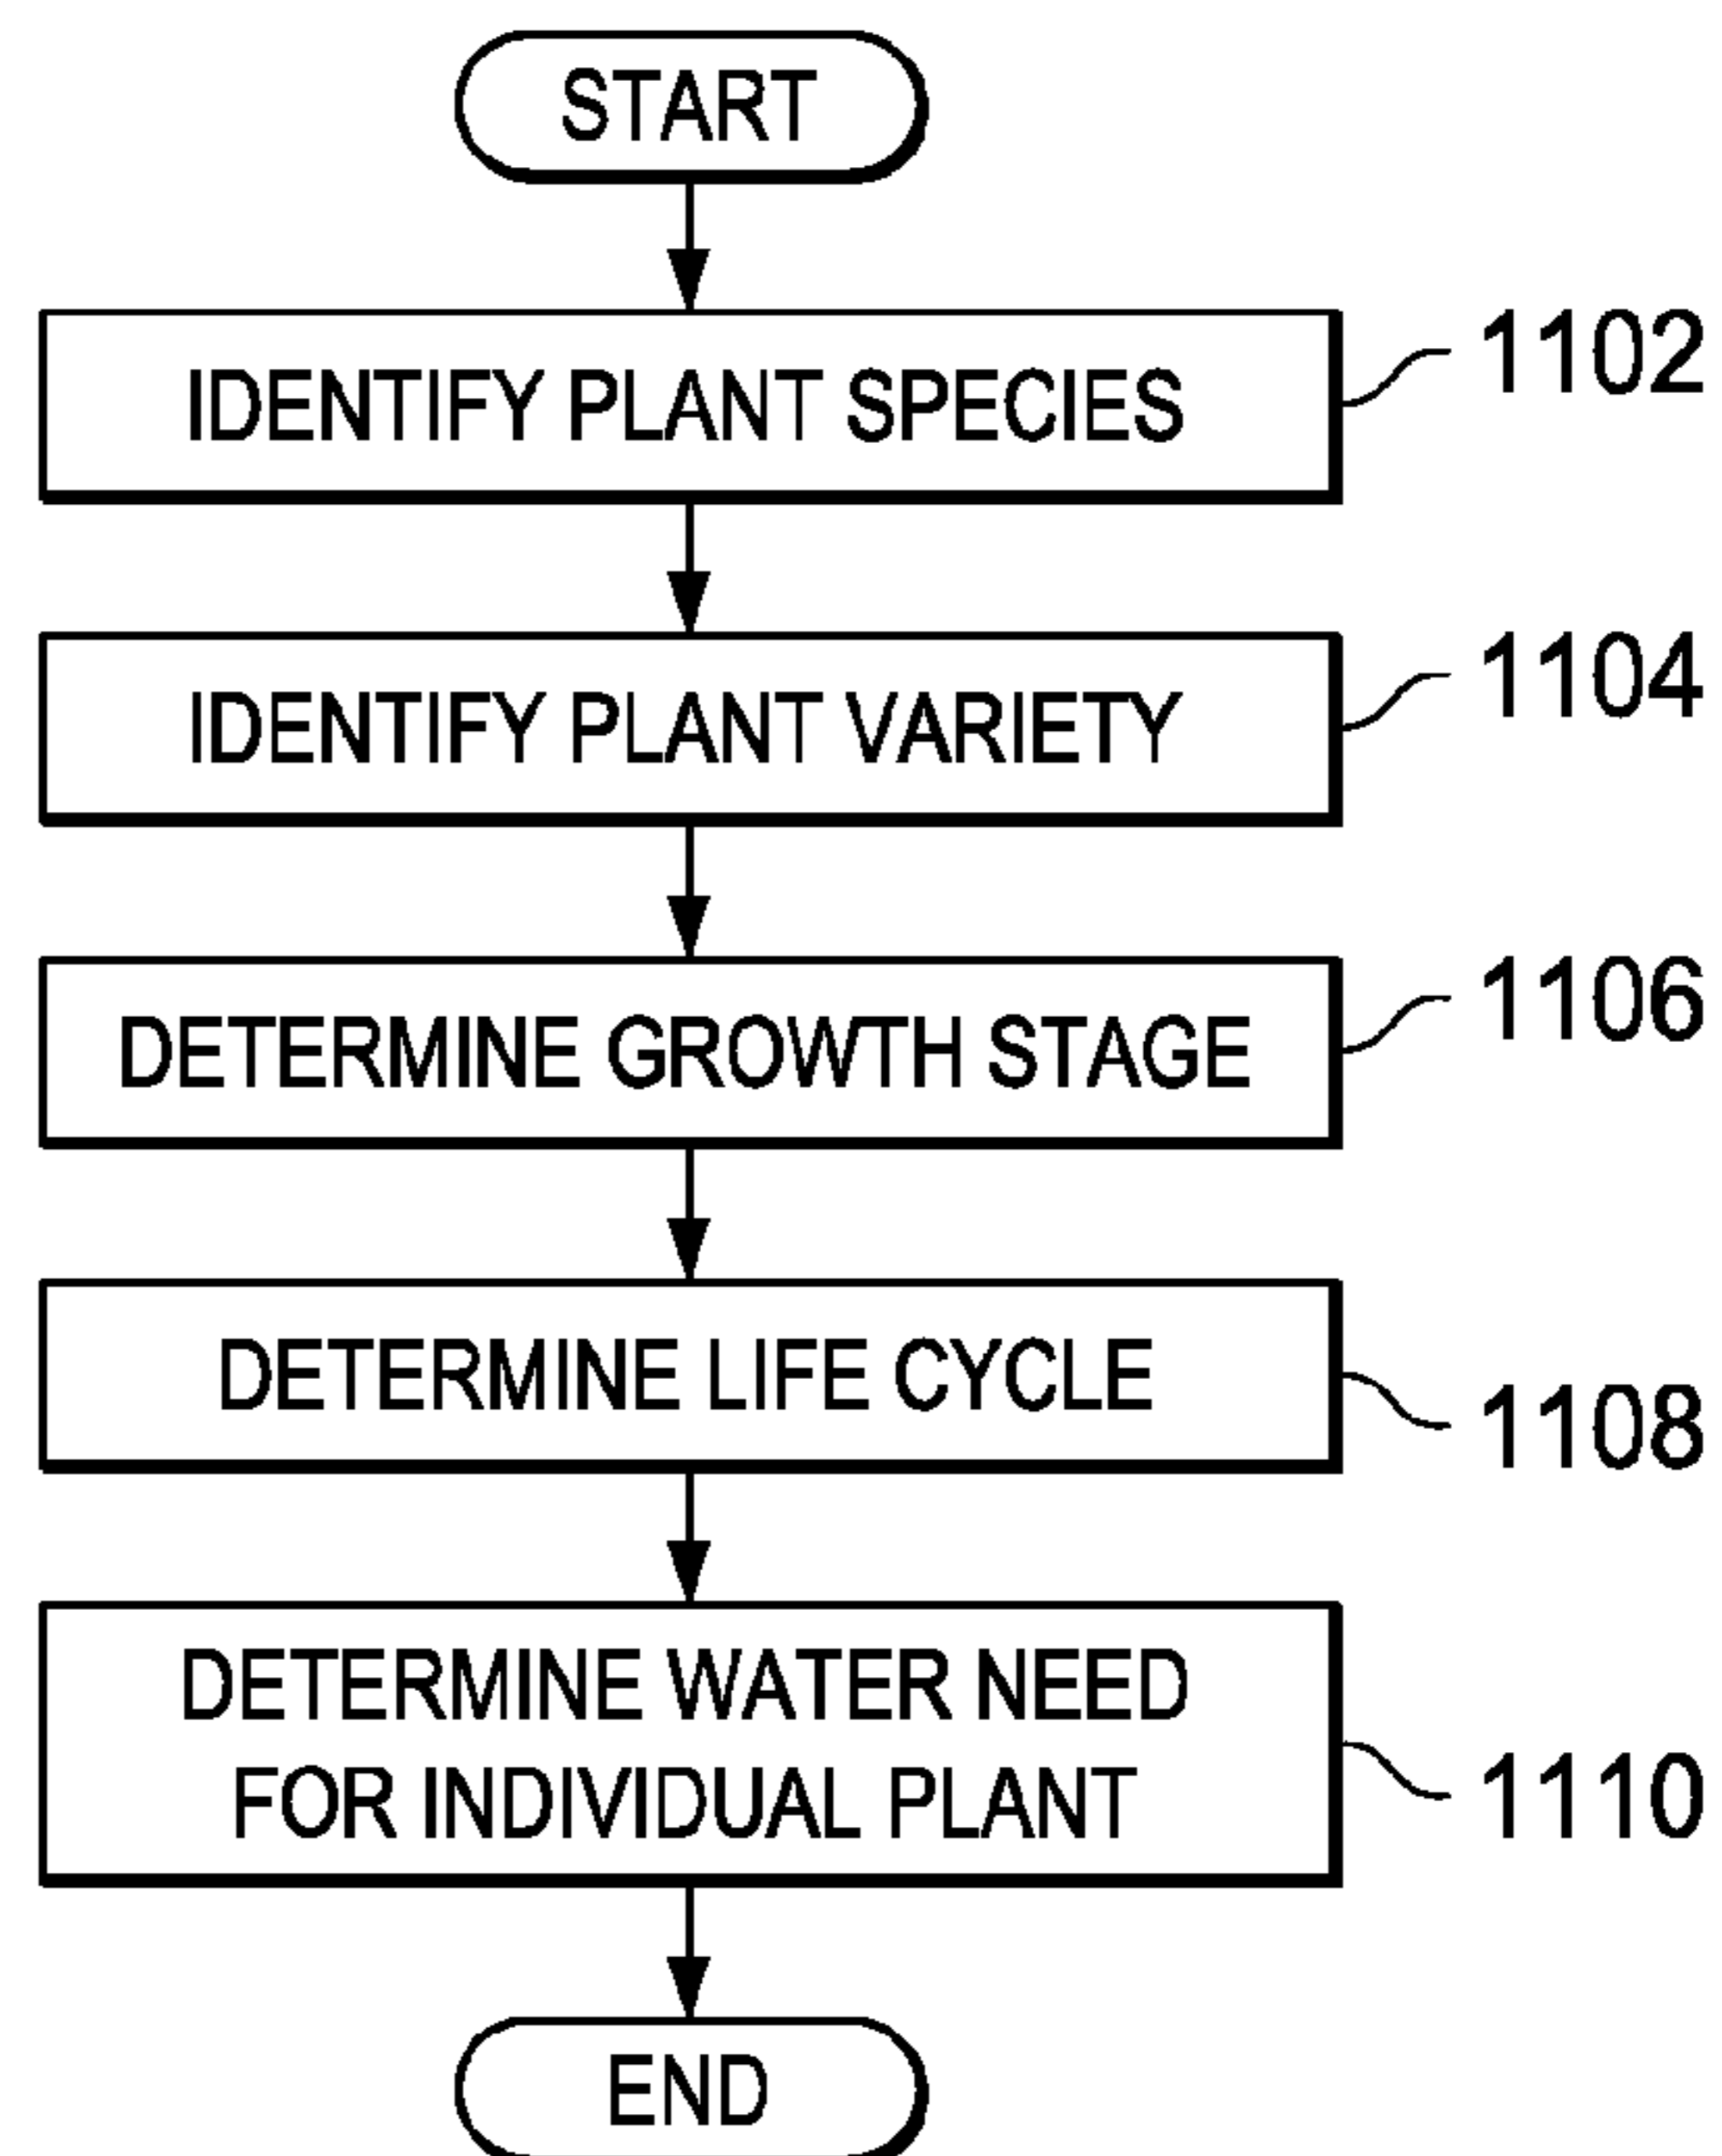 START
IDENTIFY PLANT SPECIES
1102
IDENTIFY PLANT VARIETY
1104
DETERMINE GROWTH STAGE
1106
DETERMINE LIFE CYCLE
1108
DETERMINE WATER NEED
FOR INDIVIDUAL PLANT
1110
END